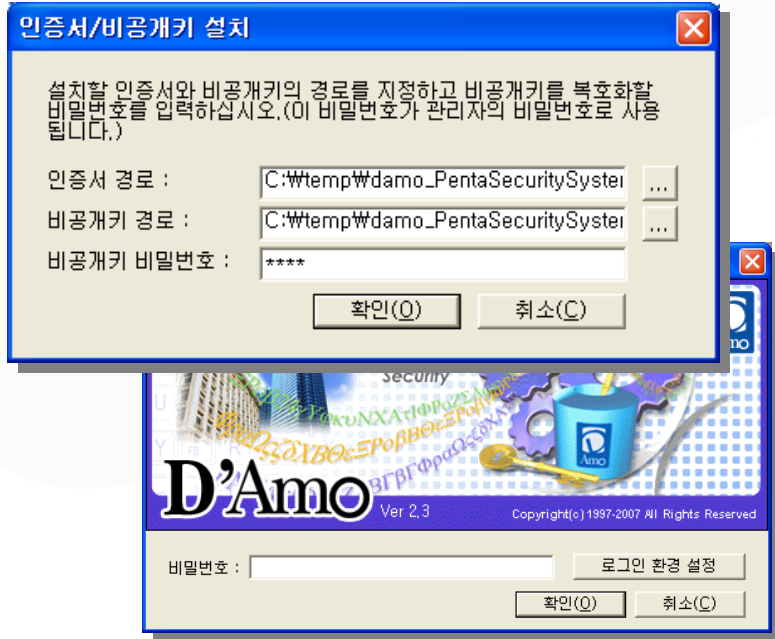 인증서/비공개키 설치
설치할 인증서와 비공개키의 경로를 지정하고 비공개키를 복호화할
비밀번호를 입력하십시오.(이 비밀번호가 관리자의 비밀번호로 사용
됩니다.)
인증서 경로 :
C:₩temp₩damo_PentaSecuritySyster
...
비공개키 경로 :
C:₩temp₩damo_PentaSecuritySyster
...
비공개키 비밀번호 :
****
확인(O)
취소(C)
Security
Amo
D'Amo
Ver 2.3
Copyright(c) 1997-2007 All Rights Reserved
비밀번호 :
로그인 환경 설정
확인(O)
취소(C)